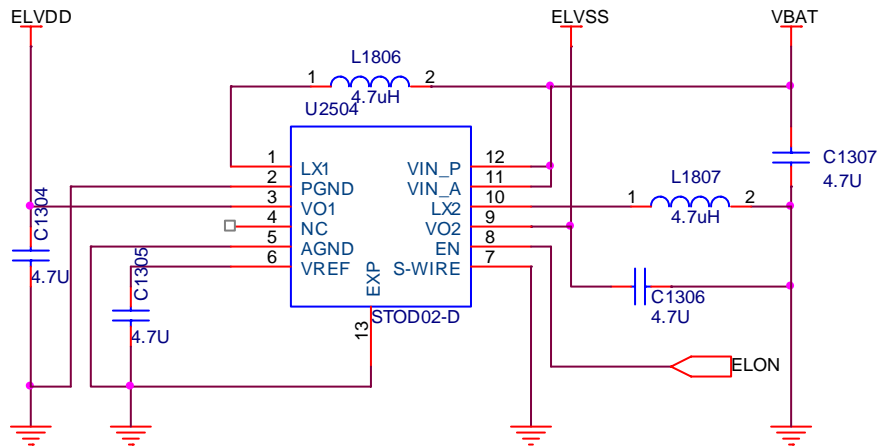 ELVDD
ELVSS
VBAT
L1806
1
2
4.7uH
U2504
1
LX1
VIN_P
12
2
PGND
VIN_A
11
3
VO1
LX2
10
4
NC
VO2
9
5
AGND
EN
8
6
VREF
S-WIRE
7
EXP
13
STOD02-D
C1304
4.7U
C1305
4.7U
L1807
1
2
4.7uH
C1307
4.7U
C1306
4.7U
ELON